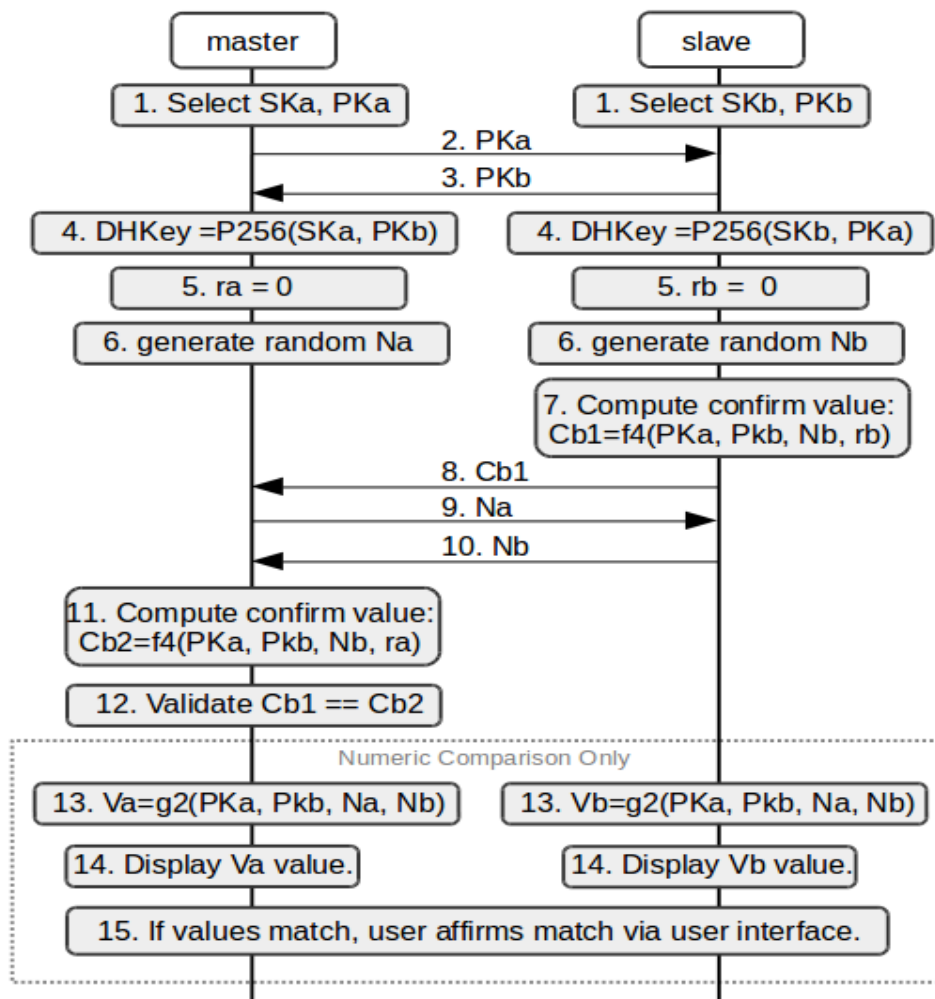 master
slave
1. Select SKa, PKa
1. Select SKb, PKb
2. PKa
3. PKb
4. DHKey =P256(SKa, PKb)
4. DHKey =P256(SKb, PKa)
5. ra = 0
5. rb =  0
6. generate random Na
6. generate random Nb
7. Compute confirm value:
Cb1=f4(PKa, Pkb, Nb, rb)
8. Cb1
9. Na
10. Nb
11. Compute confirm value:
Cb2=f4(PKa, Pkb, Nb, ra)
12. Validate Cb1 == Cb2
Numeric Comparison Only
13. Va=g2(PKa, Pkb, Na, Nb)
13. Vb=g2(PKa, Pkb, Na, Nb)
14. Display Va value.
14. Display Vb value.
15. If values match, user affirms match via user interface.